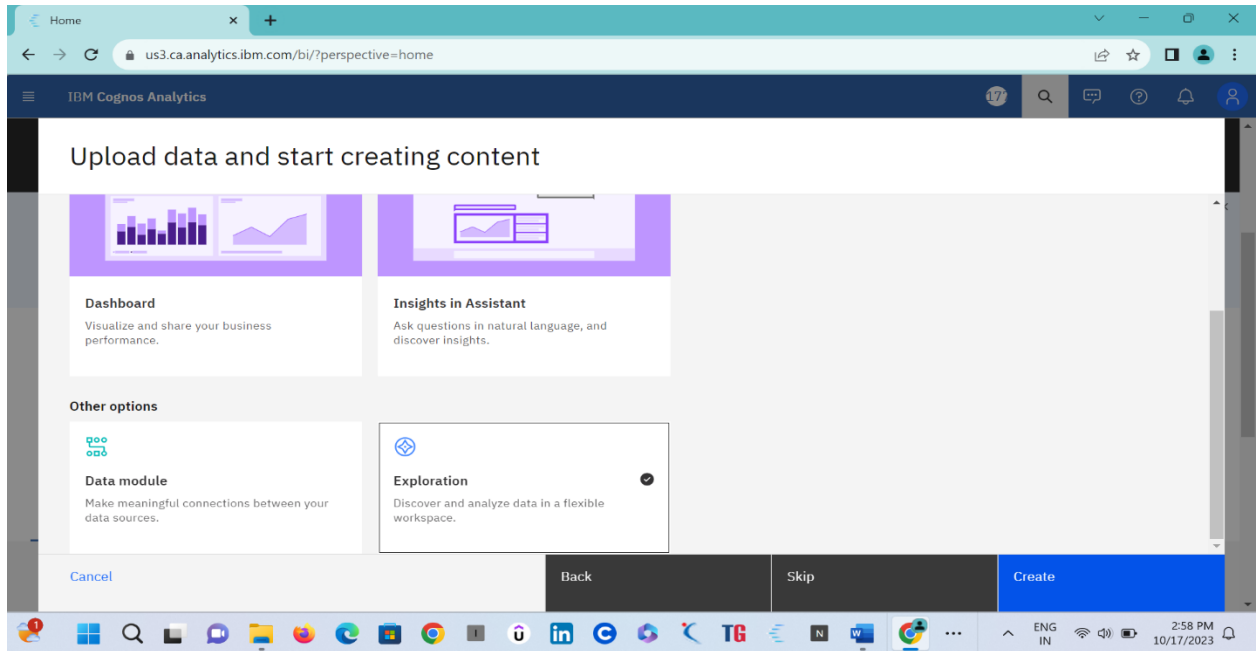 Home
us3.ca.analytics.ibm.com/bi/?perspective=home
IBM Cognos Analytics
Upload data and start creating content
Dashboard
Visualize and share your business
performance.
Insights in Assistant
Ask questions in natural language, and
discover insights.
Other options
Data module
Make meaningful connections between your
data sources.
Exploration
Discover and analyze data in a flexible
workspace.
Cancel
Back
Skip
Create
1
û
in
C
TG
N
W
ENG
IN
2:58 PM
10/17/2023